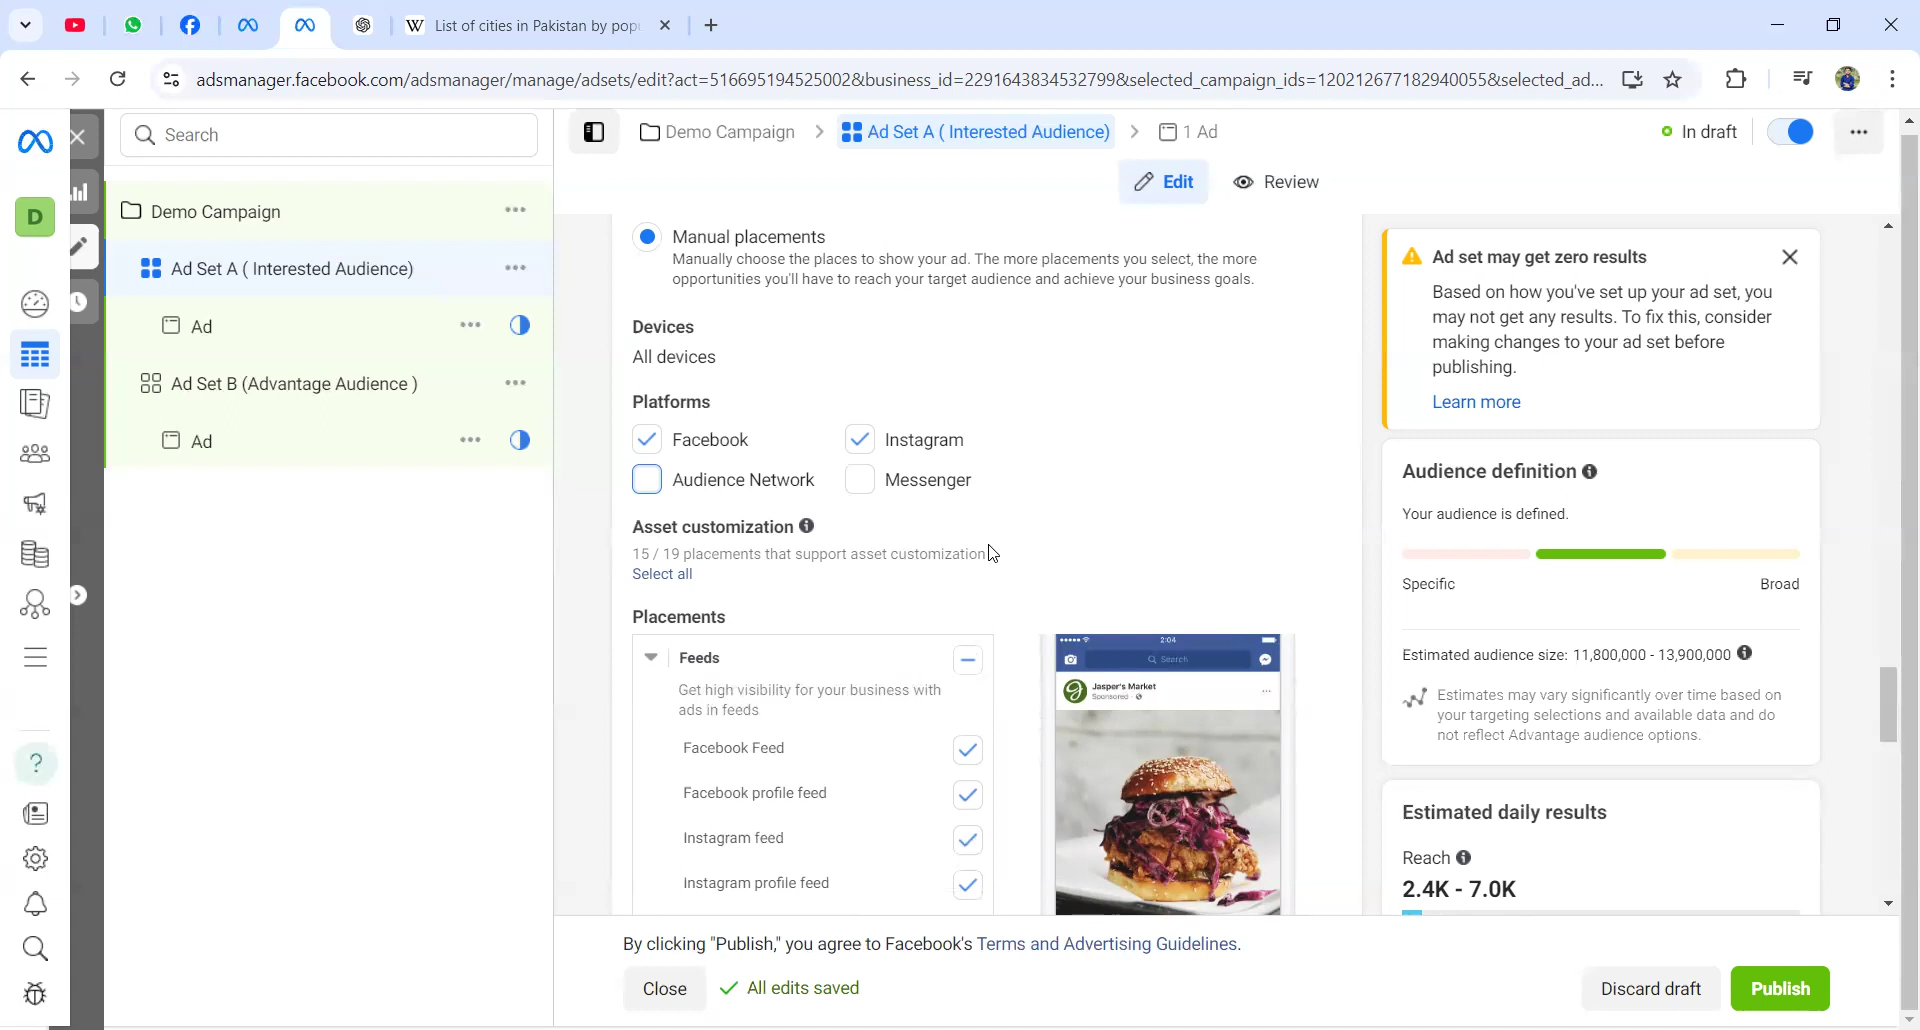 List of cities in Pakistan by pop
adsmanager.facebook.com/adsmanager/manage/adsets/edit?act=516695194525002&business_id=2291643834532799&selected_campaign_ids=120212677182940055&selected_ad...
Search
Demo Campaign
Ad Set A ( Interested Audience)
1 Ad
In draft
Edit
Review
D
Demo Campaign
Ad Set A ( Interested Audience)
Ad
Ad Set B (Advantage Audience )
Ad
Manual placements
Manually choose the places to show your ad. The more placements you select, the more
opportunities you'll have to reach your target audience and achieve your business goals.
Devices
All devices
Platforms
Facebook
Instagram
Audience Network
Messenger
Asset customization
15 / 19 placements that support asset customization
Select all
Placements
Feeds
Get high visibility for your business with
ads in feeds
Facebook Feed
Facebook profile feed
Instagram feed
Instagram profile feed
2:04
Search
Jasper's Market
Sponsored
Ad set may get zero results
Based on how you've set up your ad set, you
may not get any results. To fix this, consider
making changes to your ad set before
publishing.
Learn more
Audience definition
Your audience is defined.
Specific
Broad
Estimated audience size: 11,800,000 - 13,900,000
Estimates may vary significantly over time based on
your targeting selections and available data and do
not reflect Advantage audience options.
Estimated daily results
Reach
2.4K - 7.0K
By clicking "Publish," you agree to Facebook's Terms and Advertising Guidelines.
Close
All edits saved
Discard draft
Publish